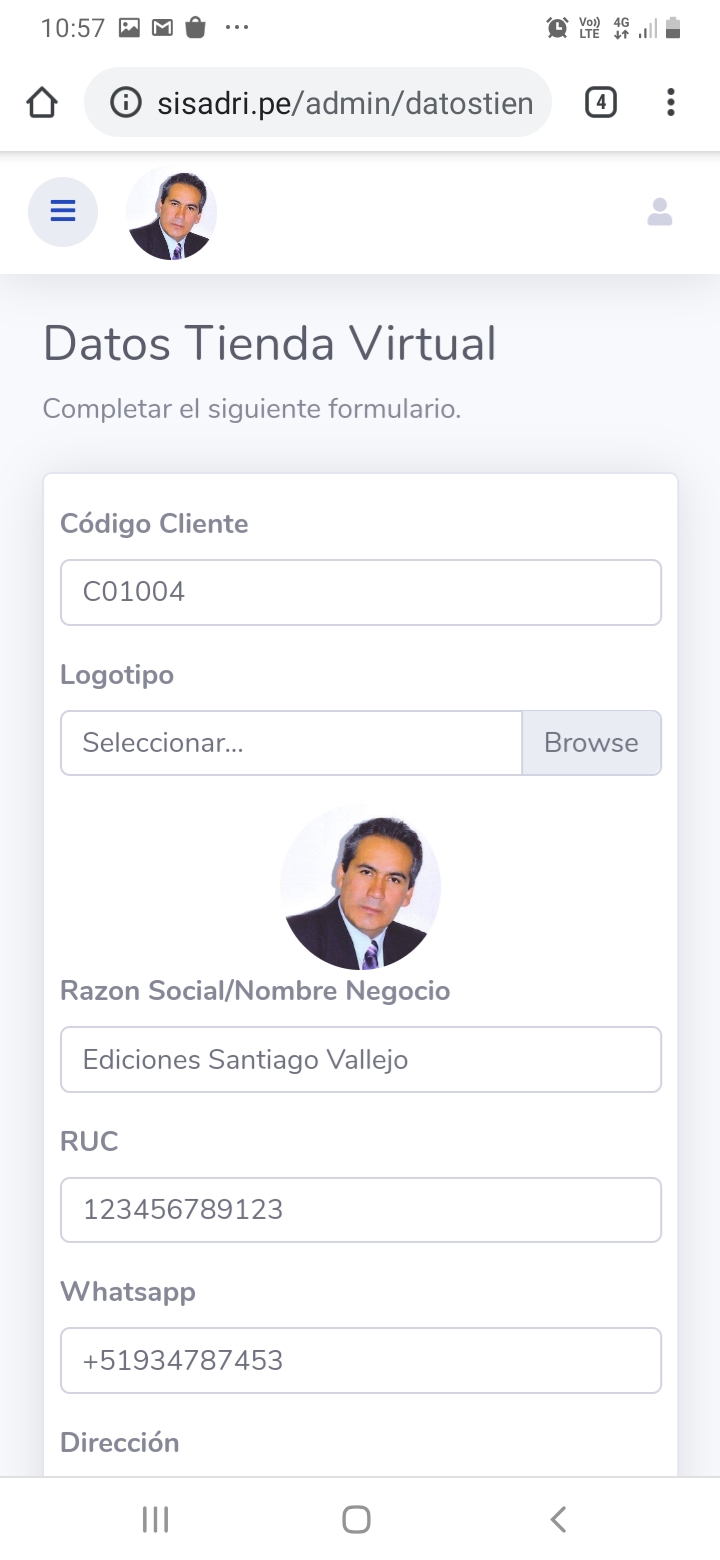 10:57
Vo)) 4G
LTE
sisadri.pe/admin/datostien
4
Datos Tienda Virtual
Completar el siguiente formulario.
Código Cliente
C01004
Logotipo
Seleccionar...
Browse
Razon Social/Nombre Negocio
Ediciones Santiago Vallejo
RUC
123456789123
Whatsapp
+51934787453
Dirección